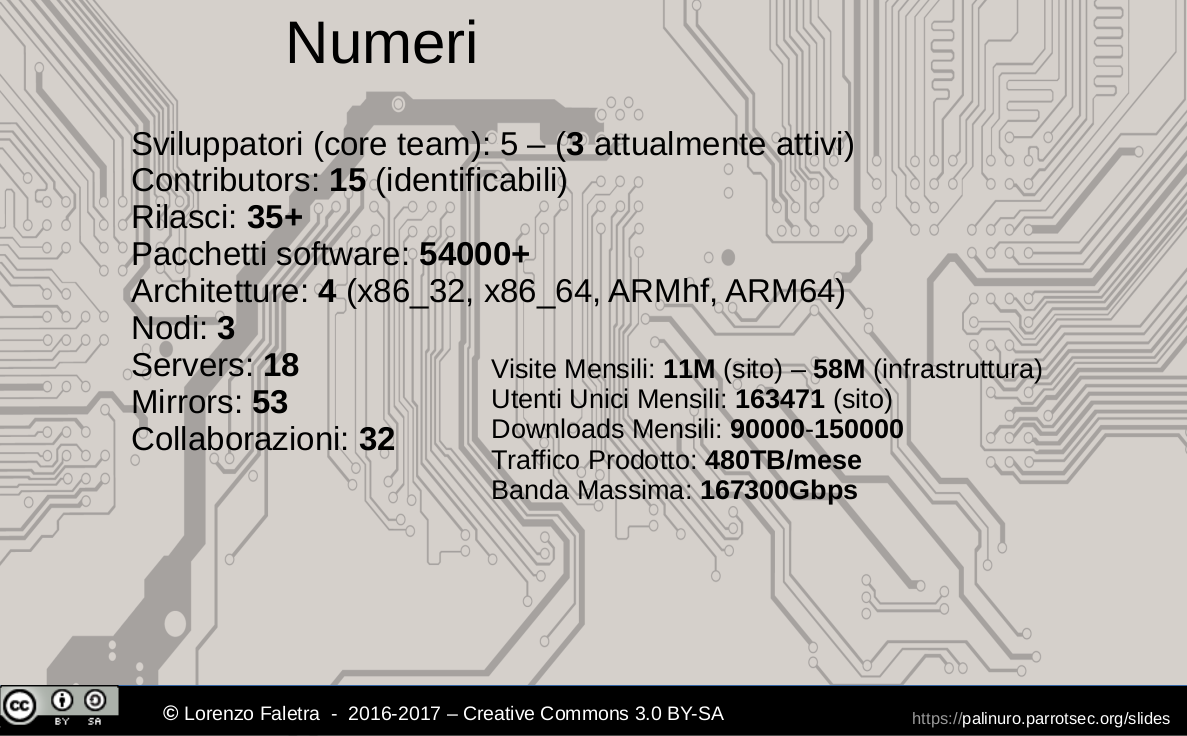 Numeri
Sviluppatori (core team): 5 – (3 attualmente attivi)
Contributors: 15 (identificabili)
Rilasci: 35+
Pacchetti software: 54000+
Architetture: 4 (x86_32, x86_64, ARMhf, ARM64)
Nodi: 3
Servers: 18
Mirrors: 53
Collaborazioni: 32
Visite Mensili: 11M (sito) – 58M (infrastruttura)
Utenti Unici Mensili: 163471 (sito)
Downloads Mensili: 90000-150000
Traffico Prodotto: 480TB/mese
Banda Massima: 167300Gbps
cc BY SA
© Lorenzo Faletra - 2016-2017 – Creative Commons 3.0 BY-SA
https://palinuro.parrotsec.org/slides